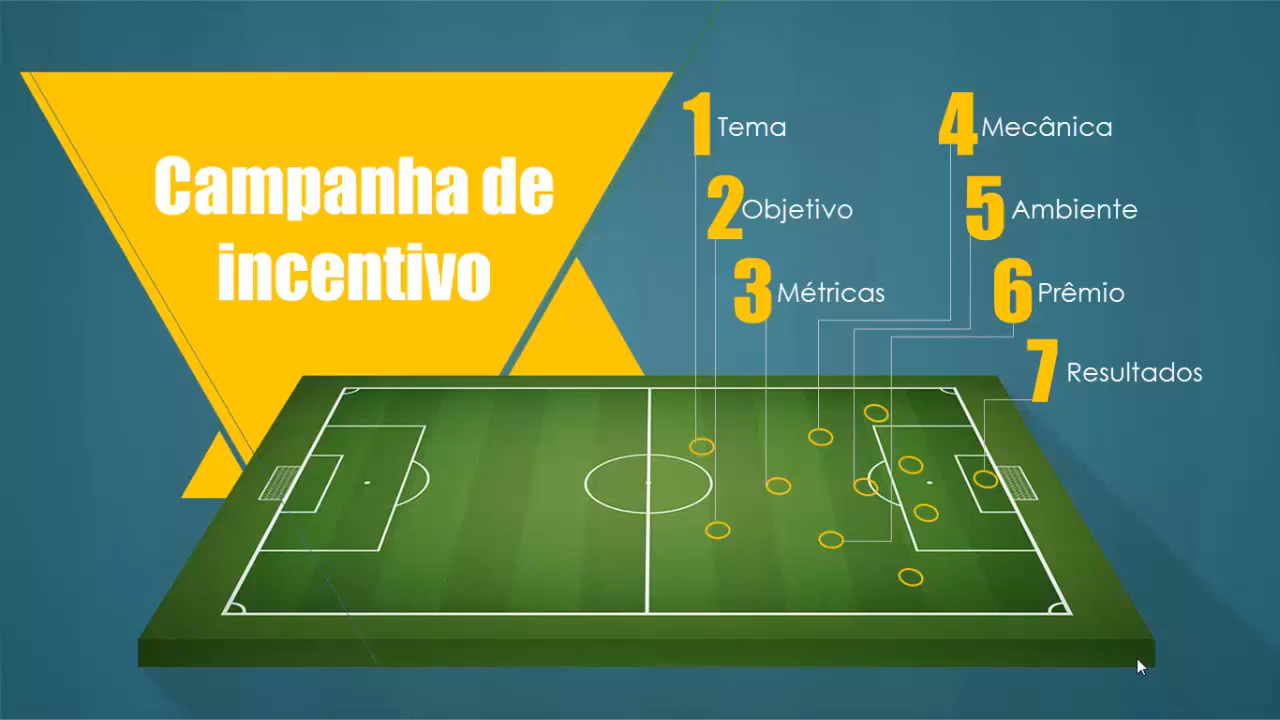 Campanha de
incentivo
1 Tema
2 Objetivo
3 Métricas
4 Mecânica
5 Ambiente
6 Prêmio
7 Resultados